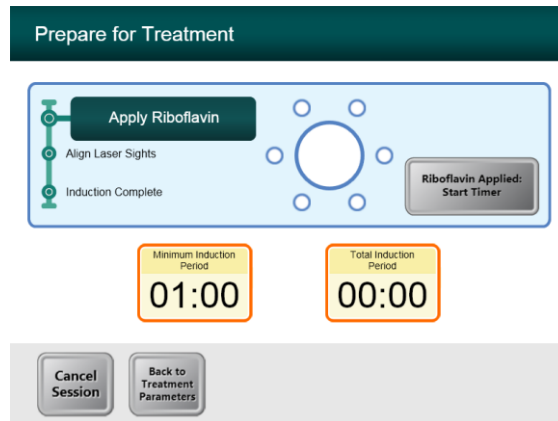 Prepare for Treatment
Apply Riboflavin
Align Laser Sights
Induction Complete
Riboflavin Applied:
Start Timer
Minimum Induction
Period
01:00
Total Induction
Period
00:00
Cancel
Session
Back to
Treatment
Parameters